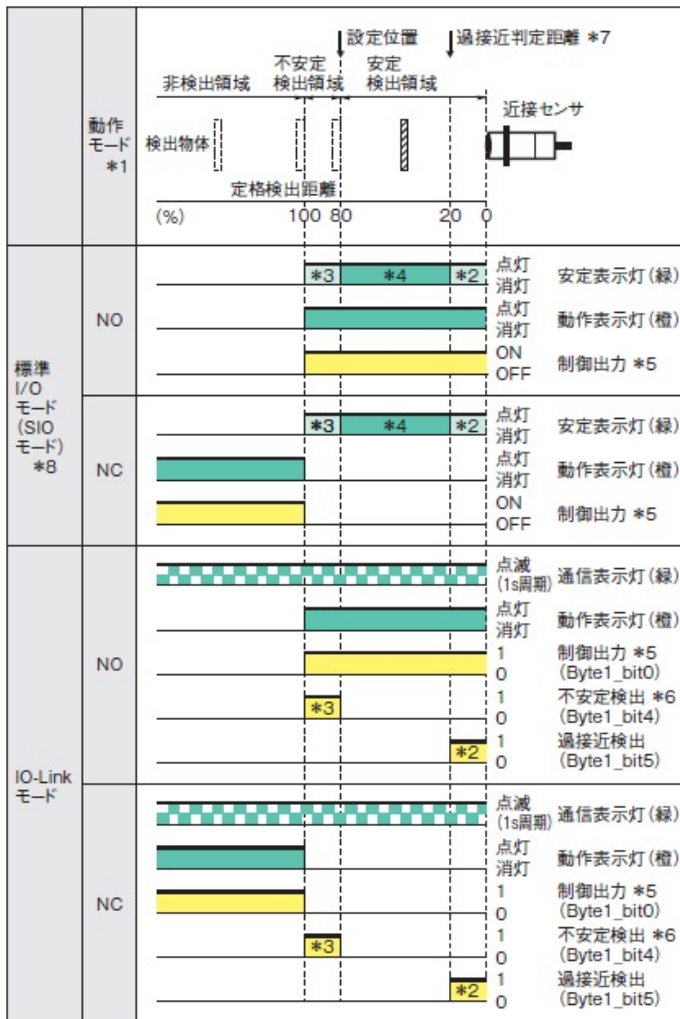 設定位置
過接近判定距離 *7
不安定
検出領域
安定
検出領域
非検出領域
近接センサ
動作
モード
*1
検出物体
定格検出距離
(%)
100 80 20 0
標準
I/O
モード
(SIO
モード)
*8
NO
*3 *4 *2
点灯
消灯
安定表示灯(緑)
点灯
消灯
動作表示灯(橙)
ON
OFF
制御出力 *5
NC
*3 *4 *2
点灯
消灯
安定表示灯(緑)
点灯
消灯
動作表示灯(橙)
ON
OFF
制御出力 *5
IO-Link
モード
NO
点滅
(1s周期)
通信表示灯(緑)
点灯
消灯
動作表示灯(橙)
1
0
制御出力 *5
(Byte1_bit0)
*3
1
0
不安定検出 *6
(Byte1_bit4)
*2
1
0
過接近検出
(Byte1_bit5)
NC
点滅
(1s周期)
通信表示灯(緑)
点灯
消灯
動作表示灯(橙)
1
0
制御出力 *5
(Byte1_bit0)
*3
1
0
不安定検出 *6
(Byte1_bit4)
*2
1
0
過接近検出
(Byte1_bit5)